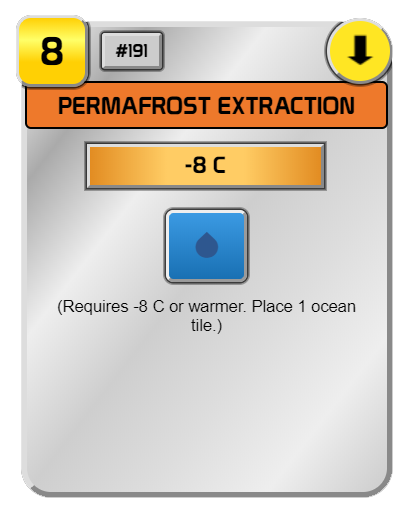 8
#191
PERMAFROST EXTRACTION
-8 C
(Requires -8 C or warmer. Place 1 ocean
tile.)